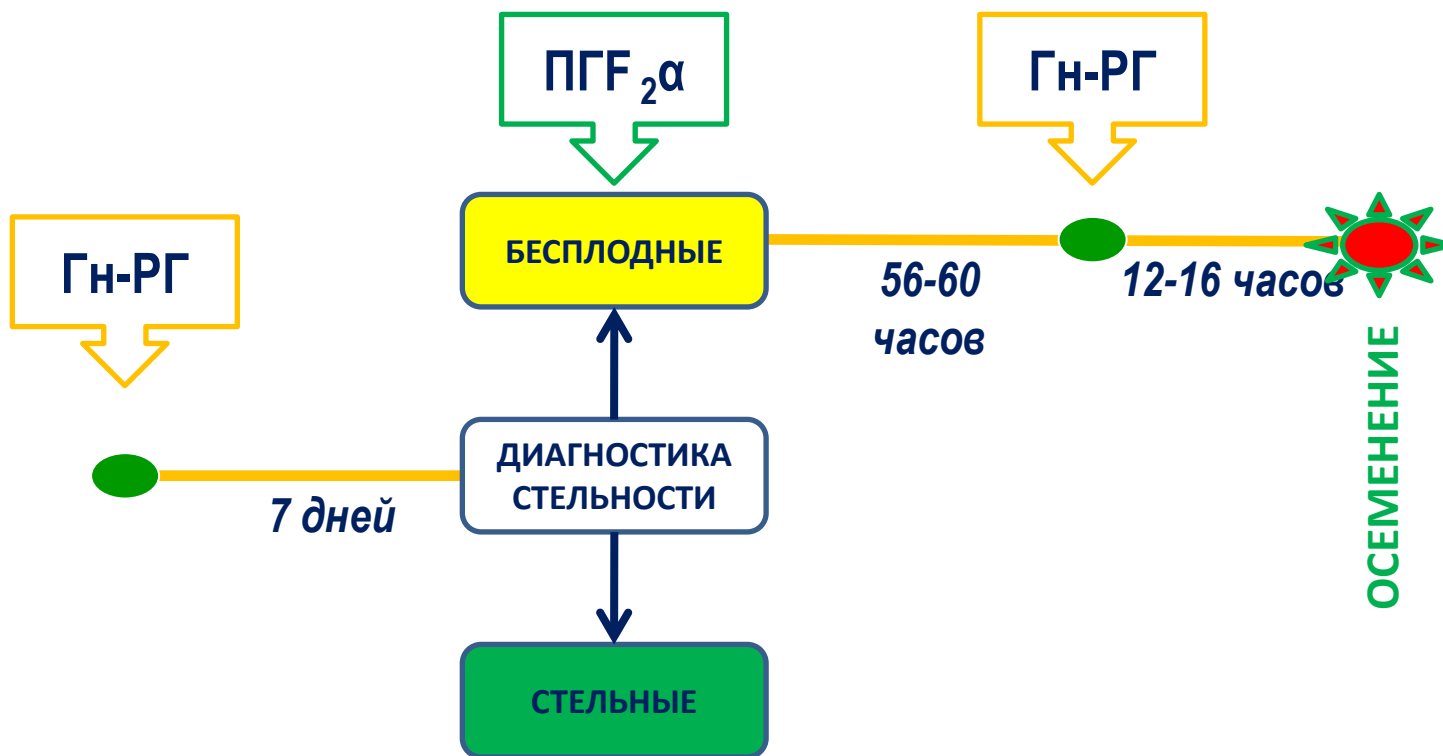 ПГF₂α
Гн-РГ
Гн-РГ
БЕСПЛОДНЫЕ
56-60
часов
12-16 часов
ДИАГНОСТИКА
СТЕЛЬНОСТИ
7 дней
ОСЕМЕНЕНИЕ
СТЕЛЬНЫЕ